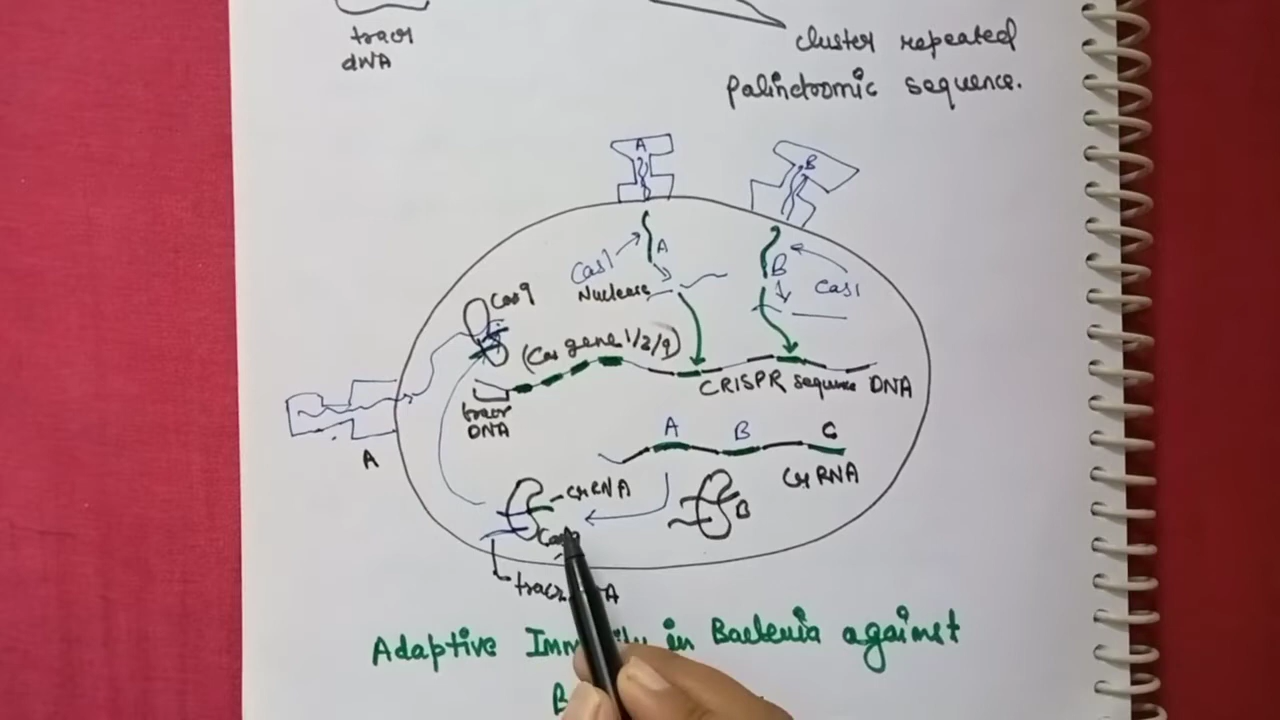 tracr
dNA
cluster repeated
palindromic sequence.
A
B
A
Cas1
Nuclease
B
Cas1
Cas9
(Cas gene 1/2/9)
CRISPR sequence DNA
tracr
DNA
A B C
A
CrRNA
CrRNA
B
Adaptive in Bacteria against